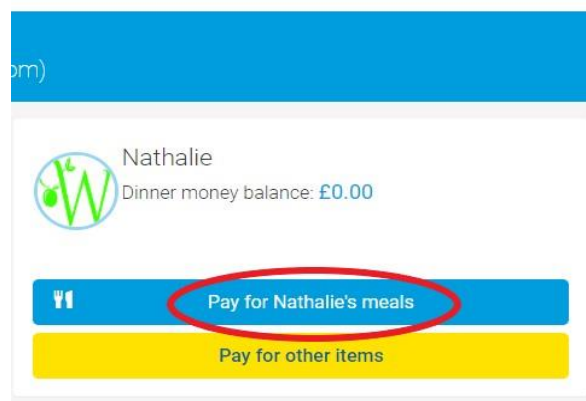 om)
Nathalie
Dinner money balance: £0.00
W
Pay for Nathalie's meals
Pay for other items